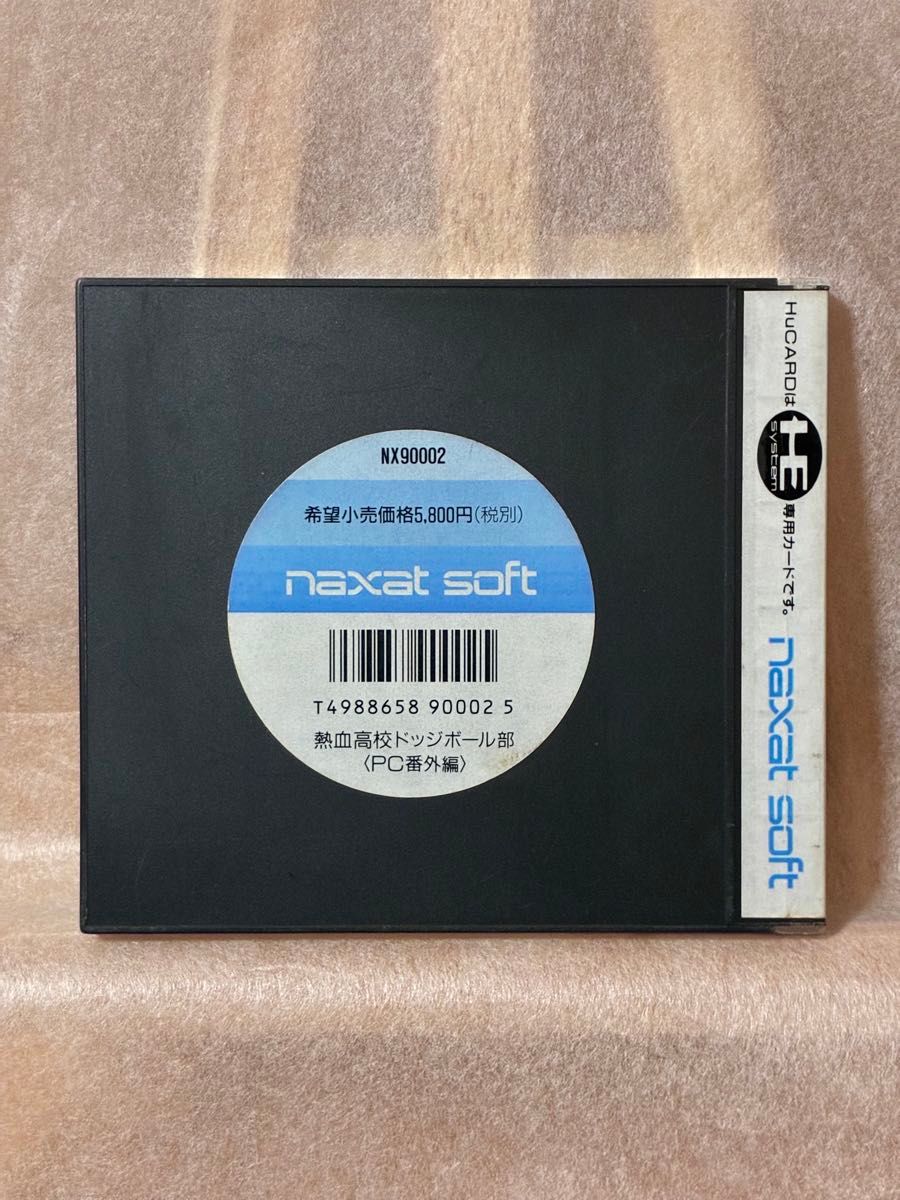 NX90002
希望小売価格5,800円(税別)
naxat soft
T4988658 90002 5
熱血高校ドッジボール部
〈PC番外編〉
HuCARDは HE system 専用カードです。 naxat soft